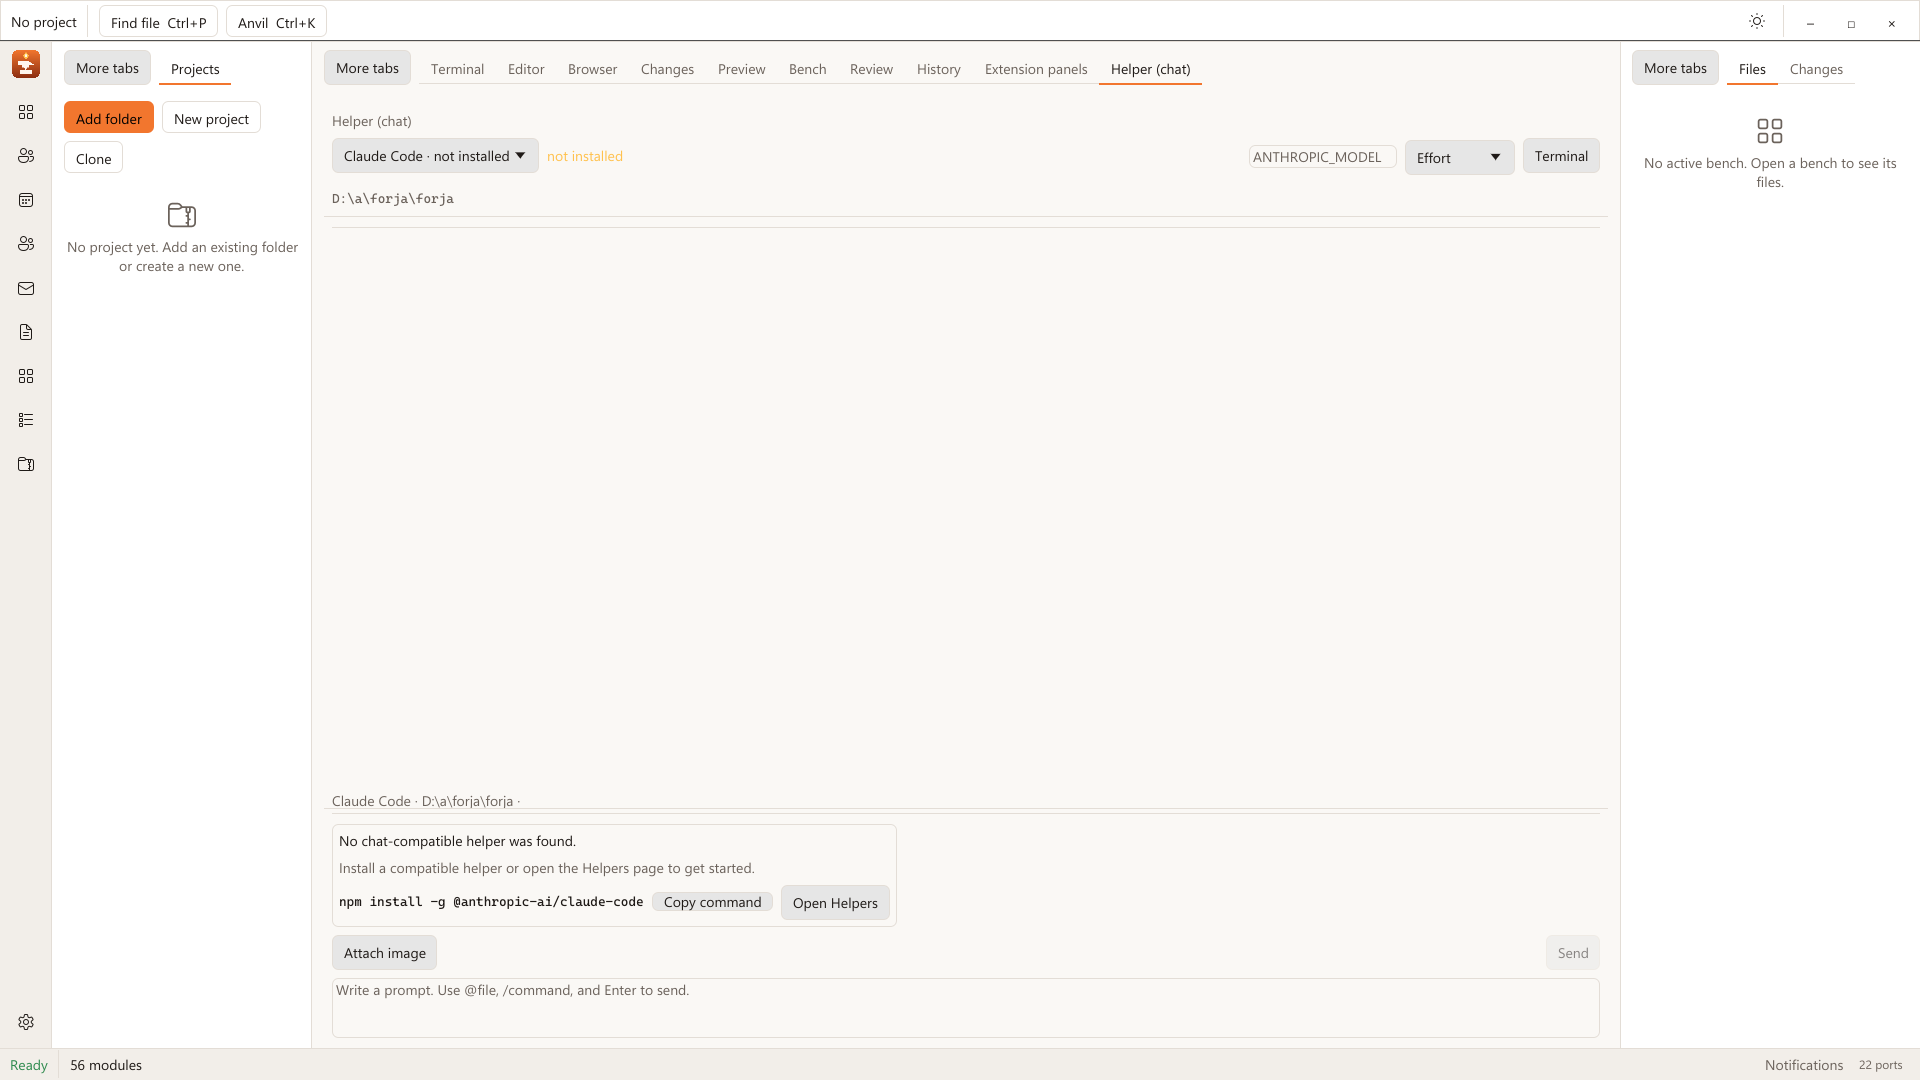 No project
Find file Ctrl+P
Anvil Ctrl+K
More tabs
Projects
Add folder
New project
Clone
No project yet. Add an existing folder
or create a new one.
More tabs
Terminal
Editor
Browser
Changes
Preview
Bench
Review
History
Extension panels
Helper (chat)
Helper (chat)
Claude Code · not installed
not installed
ANTHROPIC_MODEL
Effort
Terminal
D:\a\forja\forja
Claude Code · D:\a\forja\forja ·
No chat-compatible helper was found.
Install a compatible helper or open the Helpers page to get started.
npm install -g @anthropic-ai/claude-code
Copy command
Open Helpers
Attach image
Send
Write a prompt. Use @file, /command, and Enter to send.
More tabs
Files
Changes
No active bench. Open a bench to see its
files.
Ready
56 modules
Notifications
22 ports